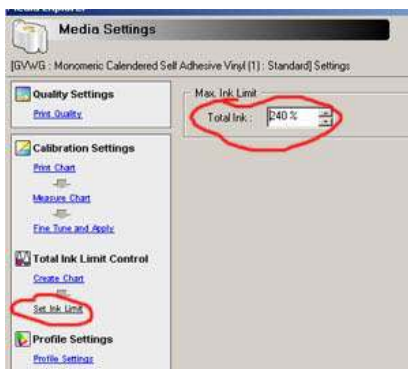 Media Settings
[GVWG : Monomeric Calendered Self Adhesive Vinyl (1) : Standard] Settings
Quality Settings
Print Quality
Calibration Settings
Print Chart
Measure Chart
Fine Tune and Apply
Total Ink Limit Control
Create Chart
Set Ink Limit
Profile Settings
Profile Settings
Max. Ink Limit
Total Ink : 240 %